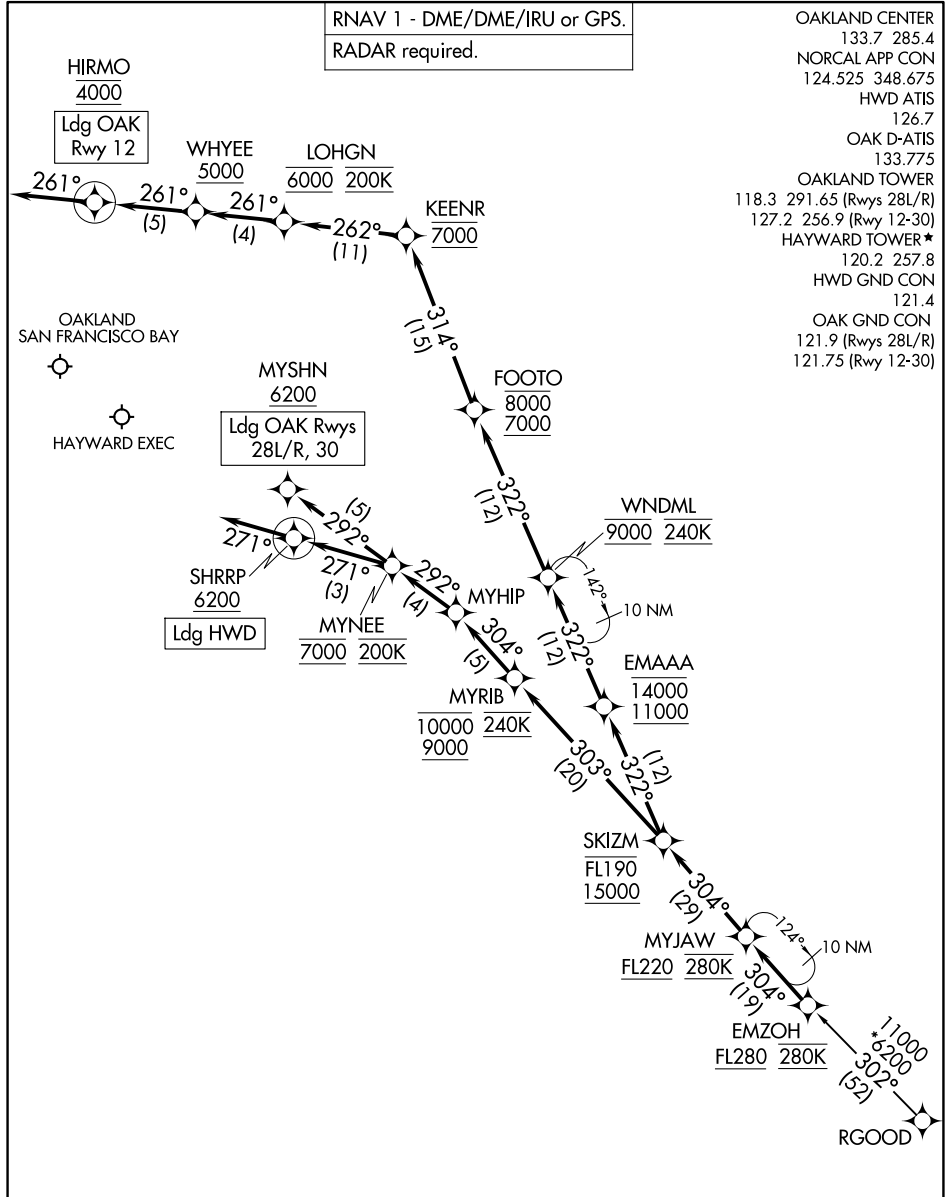 RNAV 1 - DME/DME/IRU or GPS.
RADAR required.
OAKLAND CENTER
133.7 285.4
NORCAL APP CON
124.525 348.675
HWD ATIS
126.7
OAK D-ATIS
133.775
OAKLAND TOWER
118.3 291.65 (Rwys 28L/R)
127.2 256.9 (Rwy 12-30)
HAYWARD TOWER★
120.2 257.8
HWD GND CON
121.4
OAK GND CON
121.9 (Rwys 28L/R)
121.75 (Rwy 12-30)
HIRMO
4000
Ldg OAK
Rwy 12
WHYEE
5000
LOHGN
6000 200K
KEENR
7000
261°
261°
(5)
261°
(4)
262°
(11)
314°
(15)
OAKLAND
SAN FRANCISCO BAY
HAYWARD EXEC
FOOTO
8000
7000
MYSHN
6200
Ldg OAK Rwys
28L/R, 30
322°
(12)
WNDML
9000 240K
142°
10 NM
(5)
292°
271°
SHRRP
6200
Ldg HWD
271°
(3)
MYNEE
7000 200K
292°
(4)
MYHIP
304°
(5)
322°
(12)
MYRIB
10000 240K
9000
EMAAA
14000
11000
303°
(20)
(12)
322°
SKIZM
FL190
15000
304°
(29)
MYJAW
FL220 280K
124°
10 NM
304°
(19)
EMZOH
FL280 280K
11000
*6200
302°
(52)
RGOOD